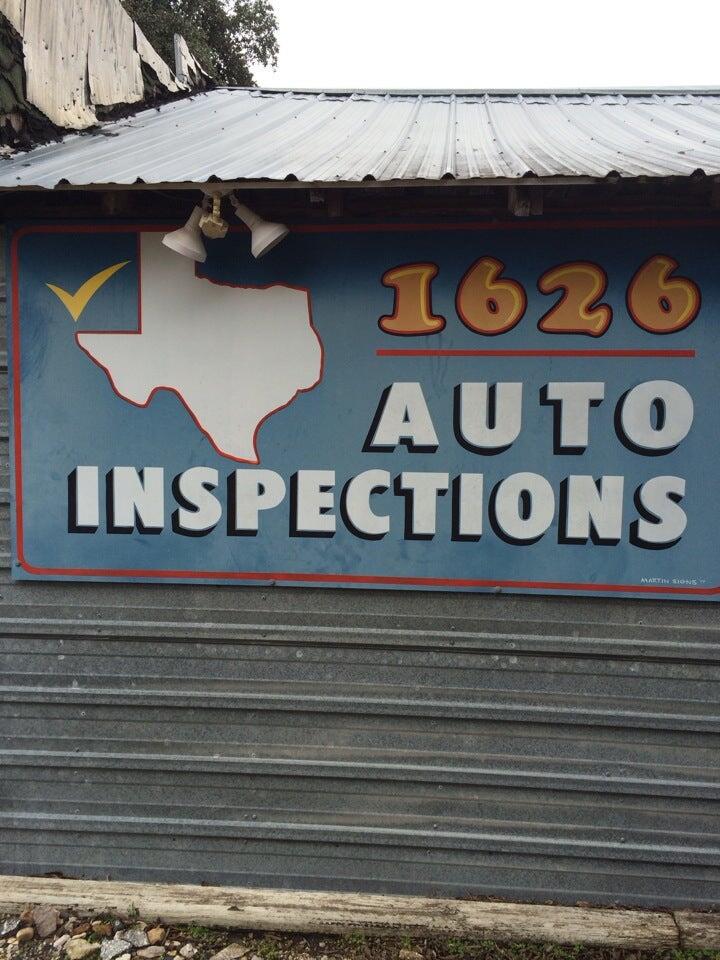 1626
AUTO
INSPECTIONS
MARTIN SIGNS